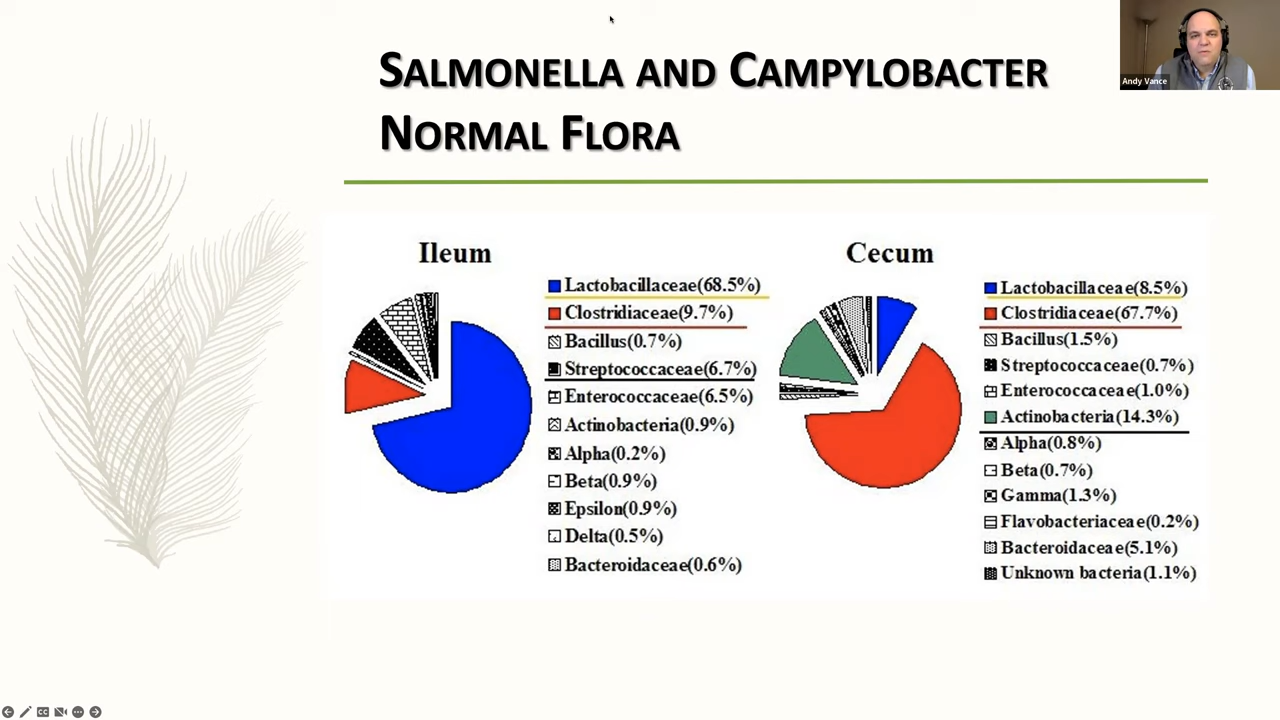 SALMONELLA AND CAMPYLOBACTER
NORMAL FLORA
Andy Vance
Ileum
Lactobacillaceae(68.5%)
Clostridiaceae(9.7%)
Bacillus(0.7%)
Streptococcaceae(6.7%)
Enterococcaceae(6.5%)
Actinobacteria(0.9%)
Alpha(0.2%)
Beta(0.9%)
Epsilon(0.9%)
Delta(0.5%)
Bacteroidaceae(0.6%)
Cecum
Lactobacillaceae(8.5%)
Clostridiaceae(67.7%)
Bacillus(1.5%)
Streptococcaceae(0.7%)
Enterococcaceae(1.0%)
Actinobacteria(14.3%)
Alpha(0.8%)
Beta(0.7%)
Gamma(1.3%)
Flavobacteriaceae(0.2%)
Bacteroidaceae(5.1%)
Unknown bacteria(1.1%)
CC